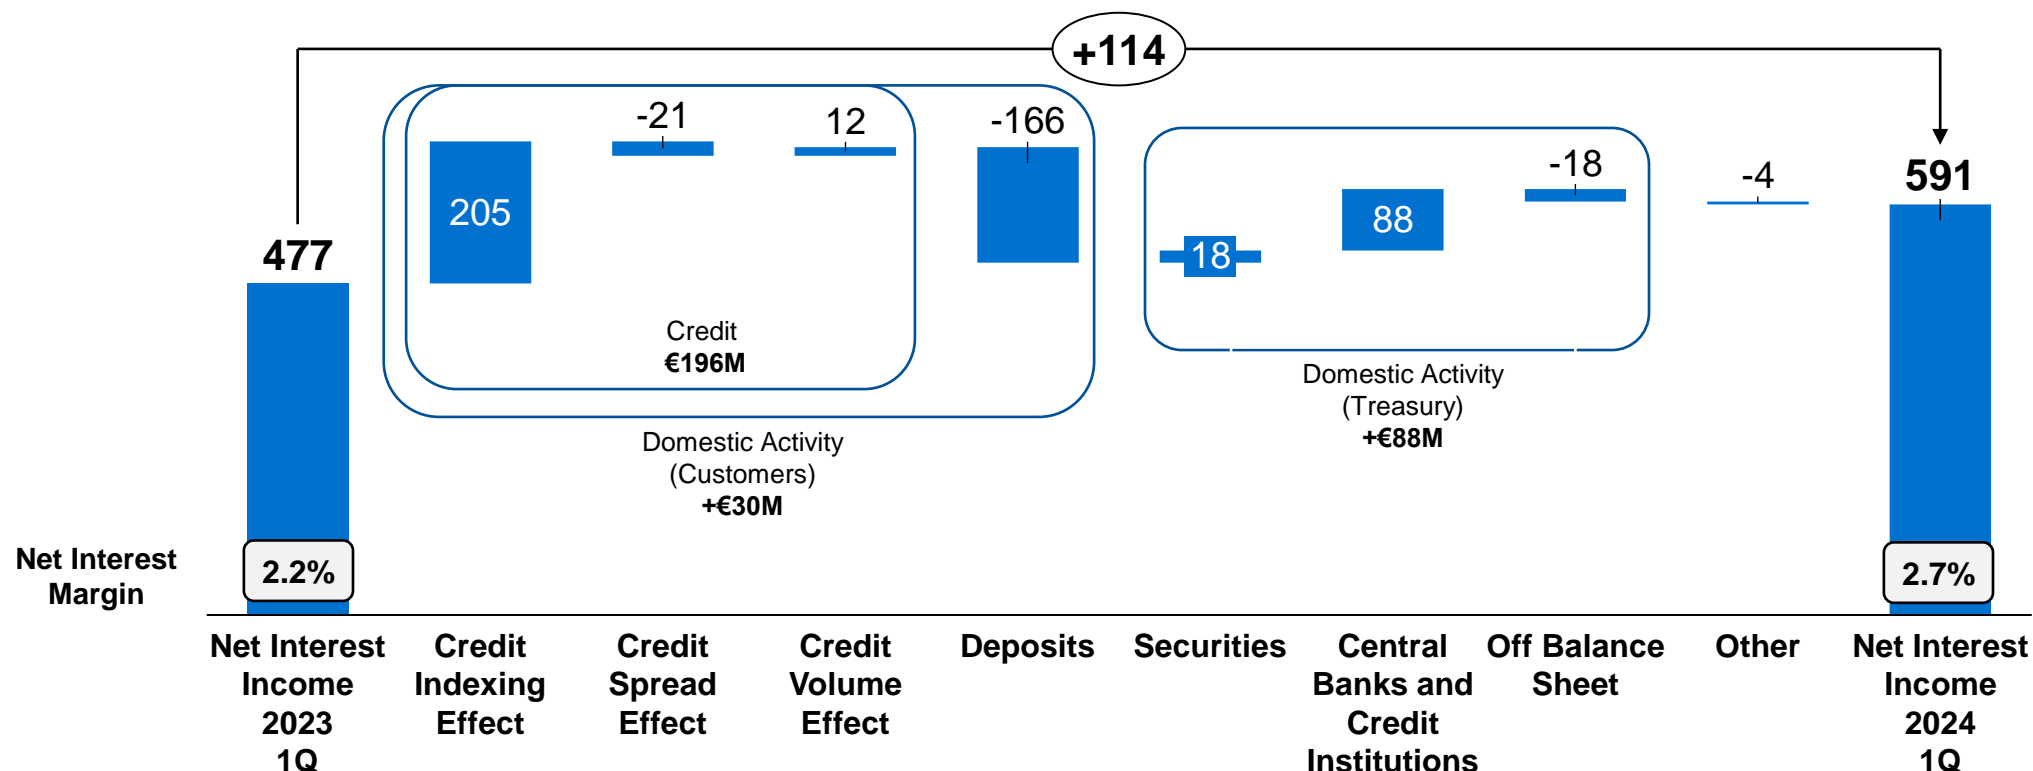 +114
-21
12
-166
205
477
18
88
-18
-4
591
Credit
€196M
Domestic Activity
(Customers)
+€30M
Domestic Activity
(Treasury)
+€88M
Net Interest
Margin
2.2%
2.7%
Net Interest
Income
2023
1Q
Credit
Indexing
Effect
Credit
Spread
Effect
Credit
Volume
Effect
Deposits
Securities
Central
Banks and
Credit
Institutions
Off Balance
Sheet
Other
Net Interest
Income
2024
1Q